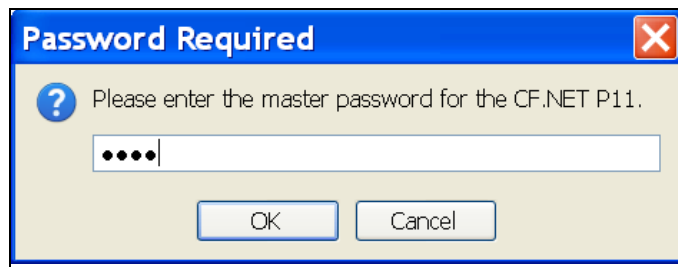 Password Required
Please enter the master password for the CF.NET P11.
••••
OK Cancel